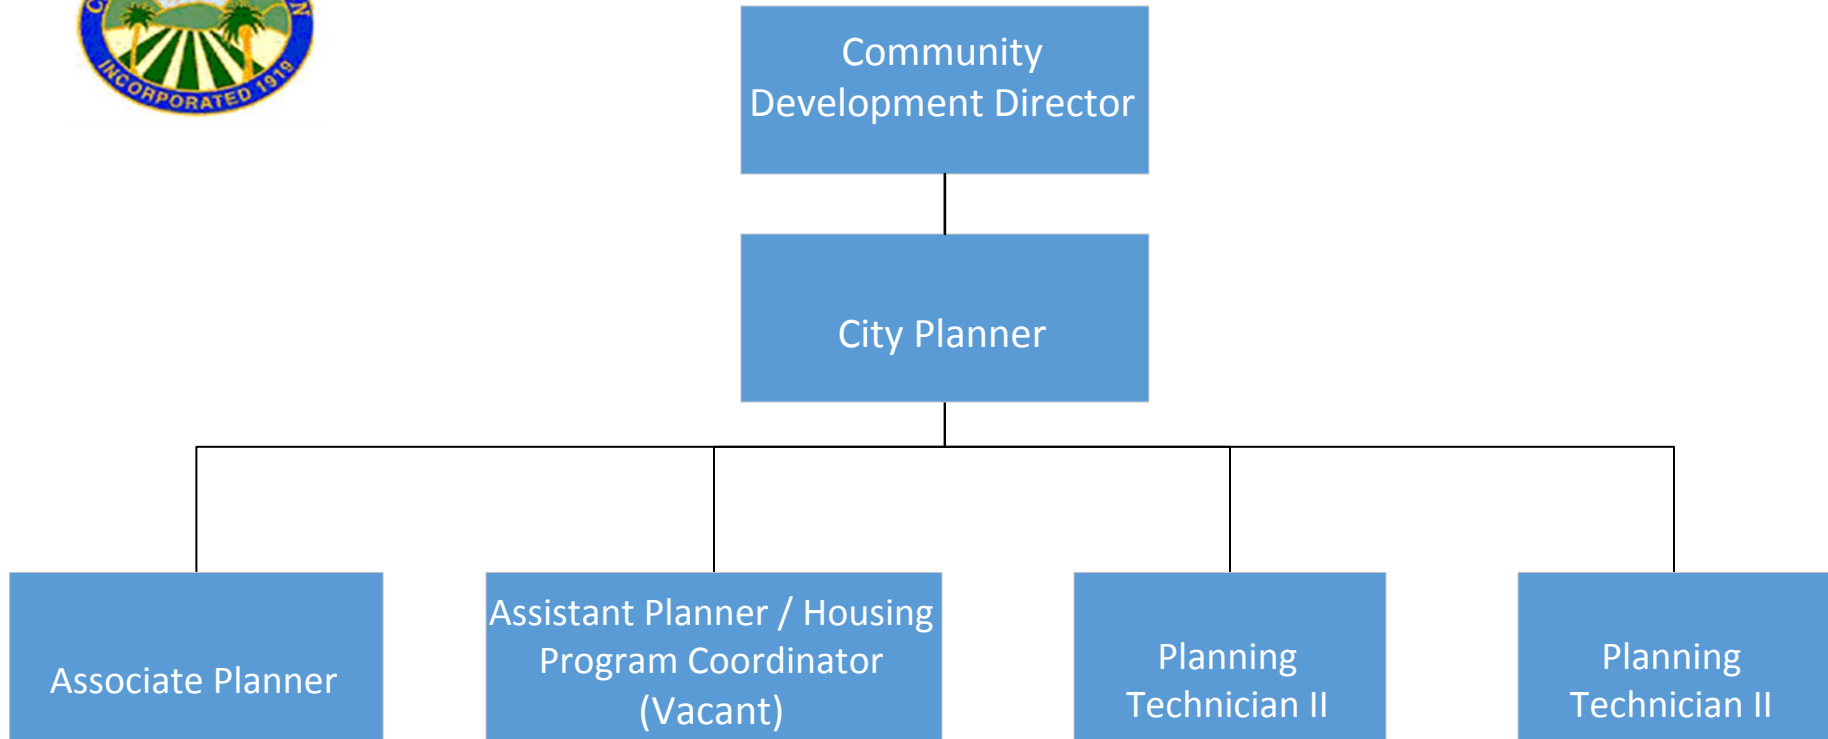 INCORPORATED 1919
Community
Development Director
City Planner
Associate Planner
Assistant Planner / Housing
Program Coordinator
(Vacant)
Planning
Technician II
Planning
Technician II